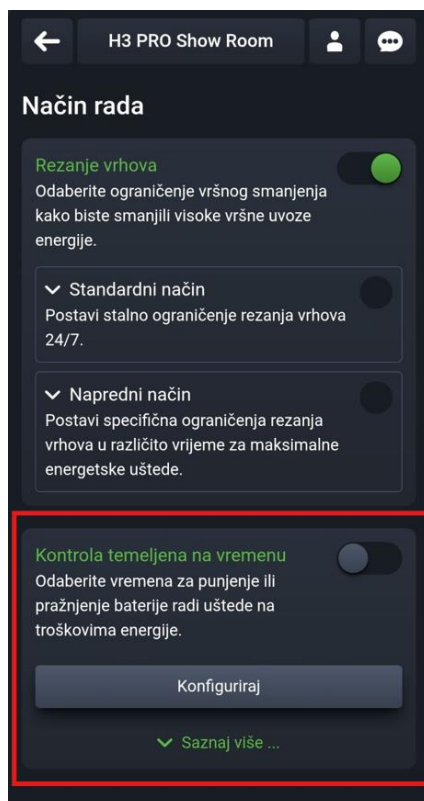 H3 PRO Show Room
Način rada
Rezanje vrhova
Odaberite ograničenje vršnog smanjenja
kako biste smanjili visoke vršne uvoze
energije.
Standardni način
Postavi stalno ograničenje rezanja vrhova
24/7.
Napredni način
Postavi specifična ograničenja rezanja
vrhova u različito vrijeme za maksimalne
energetske uštede.
Kontrola temeljena na vremenu
Odaberite vremena za punjenje ili
pražnjenje baterije radi uštede na
troškovima energije.
Konfiguriraj
Saznaj više ...